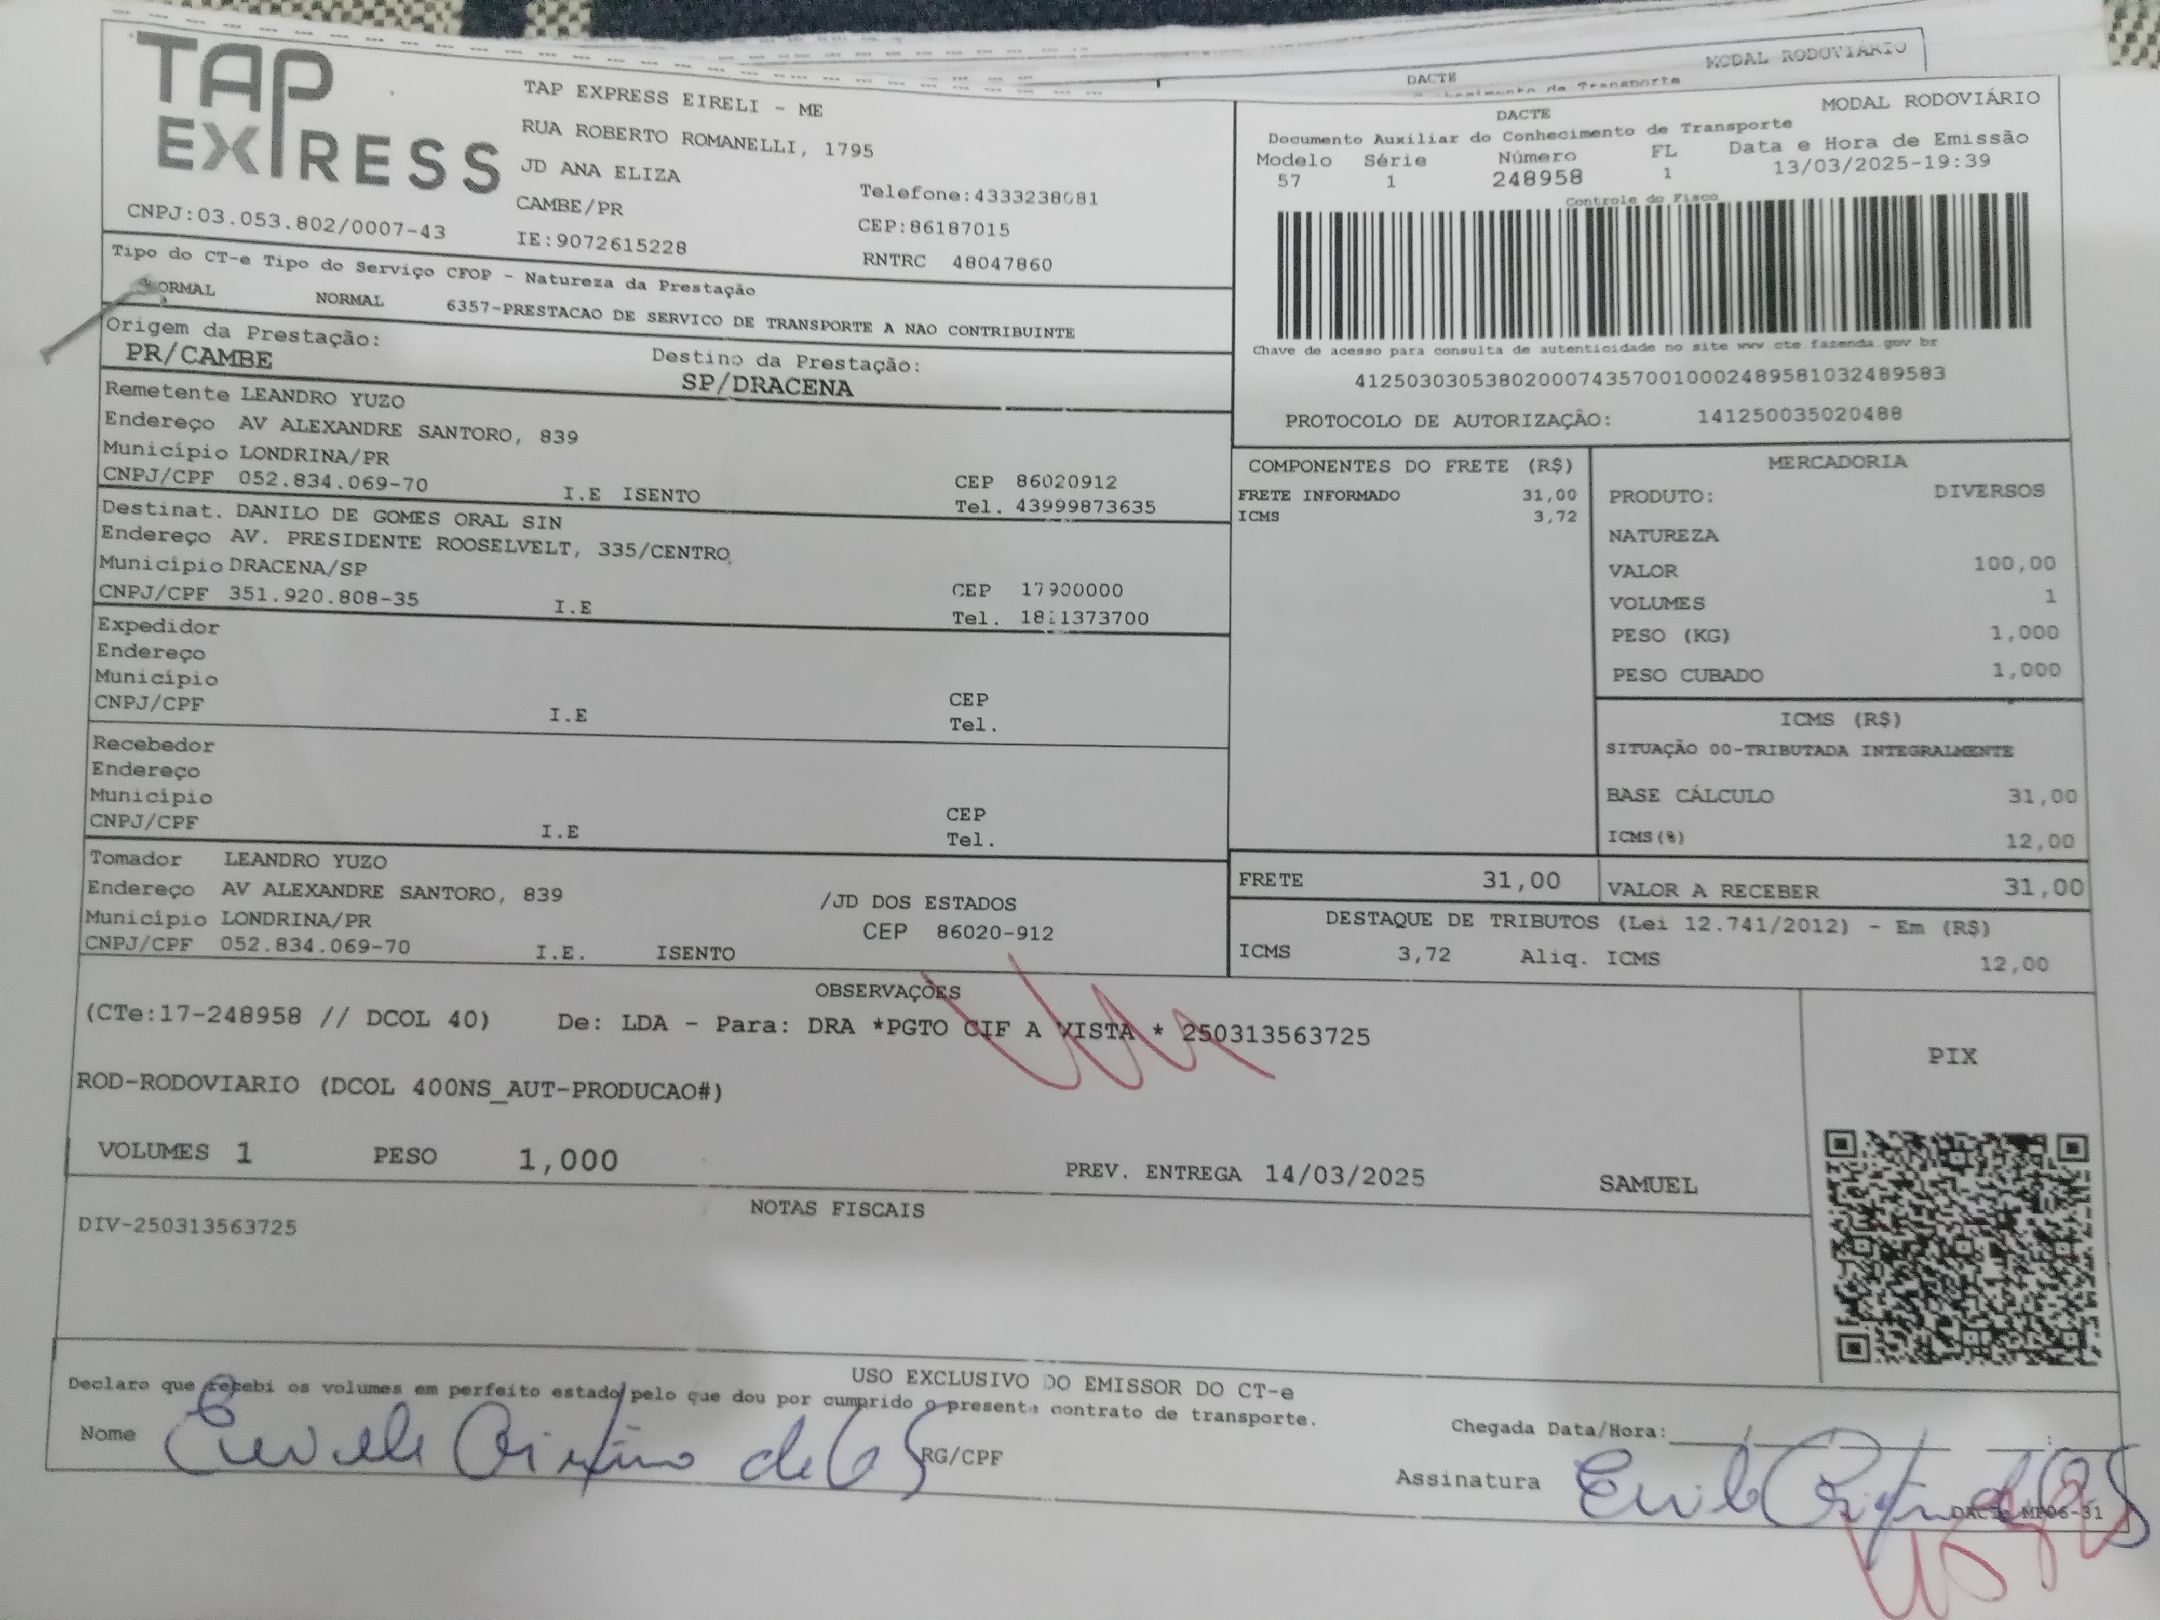 MODAL RODOVIÁRIO
DACTE
TAP
EXPRESS
TAP EXPRESS EIRELI - ME
RUA ROBERTO ROMANELLI, 1795
JD ANA ELIZA
CAMBE/PR
Telefone:4333238081
CEP:86187015
CNPJ:03.053.802/0007-43
IE:9072615228
RNTRC 48047860
DACTE
MODAL RODOVIÁRIO
Documento Auxiliar do Conhecimento de Transporte
Modelo Série Número FL Data e Hora de Emissão
57 1 248958 1 13/03/2025-19:39
Controle do Fisco
Chave de acesso para consulta de autenticidade no site www.cte.fazenda.gov.br
41250303053802000743570010002489581032489583
PROTOCOLO DE AUTORIZAÇÃO: 141250035020488
Tipo do CT-e Tipo do Serviço CFOP - Natureza da Prestação
NORMAL NORMAL 6357-PRESTACAO DE SERVICO DE TRANSPORTE A NAO CONTRIBUINTE
Origem da Prestação: Destino da Prestação:
PR/CAMBE SP/DRACENA
Remetente LEANDRO YUZO
Endereço AV ALEXANDRE SANTORO, 839
Município LONDRINA/PR CEP 86020912
CNPJ/CPF 052.834.069-70 I.E ISENTO Tel. 43999873635
Destinat. DANILO DE GOMES ORAL SIN
Endereço AV. PRESIDENTE ROOSELVELT, 335/CENTRO
Município DRACENA/SP CEP 17900000
CNPJ/CPF 351.920.808-35 I.E Tel.
Expedidor
Endereço
Município CEP
CNPJ/CPF I.E Tel.
Recebedor
Endereço
Município CEP
CNPJ/CPF I.E Tel.
Tomador LEANDRO YUZO
Endereço AV ALEXANDRE SANTORO, 839 /JD DOS ESTADOS
Município LONDRINA/PR CEP 86020-912
CNPJ/CPF 052.834.069-70 I.E. ISENTO
COMPONENTES DO FRETE (R$)
FRETE INFORMADO 31,00
ICMS 3,72
MERCADORIA
PRODUTO: DIVERSOS
NATUREZA
VALOR 100,00
VOLUMES 1
PESO (KG) 1,000
PESO CUBADO 1,000
ICMS (R$)
SITUAÇÃO 00-TRIBUTADA INTEGRALMENTE
BASE CÁLCULO 31,00
ICMS(%) 12,00
FRETE 31,00 VALOR A RECEBER 31,00
DESTAQUE DE TRIBUTOS (Lei 12.741/2012) - Em (R$)
ICMS 3,72 Aliq. ICMS 12,00
OBSERVAÇÕES
(CTe:17-248958 // DCOL 40) De: LDA - Para: DRA *PGTO CIF A VISTA * 250313563725
ROD-RODOVIARIO (DCOL 400NS_AUT-PRODUCAO#)
VOLUMES 1 PESO 1,000 PREV. ENTREGA 14/03/2025 SAMUEL
PIX
NOTAS FISCAIS
DIV-250313563725
USO EXCLUSIVO DO EMISSOR DO CT-e
Declaro que recebi os volumes em perfeito estado pelo que dou por cumprido o presente contrato de transporte.
Nome RG/CPF
Chegada Data/Hora:
Assinatura